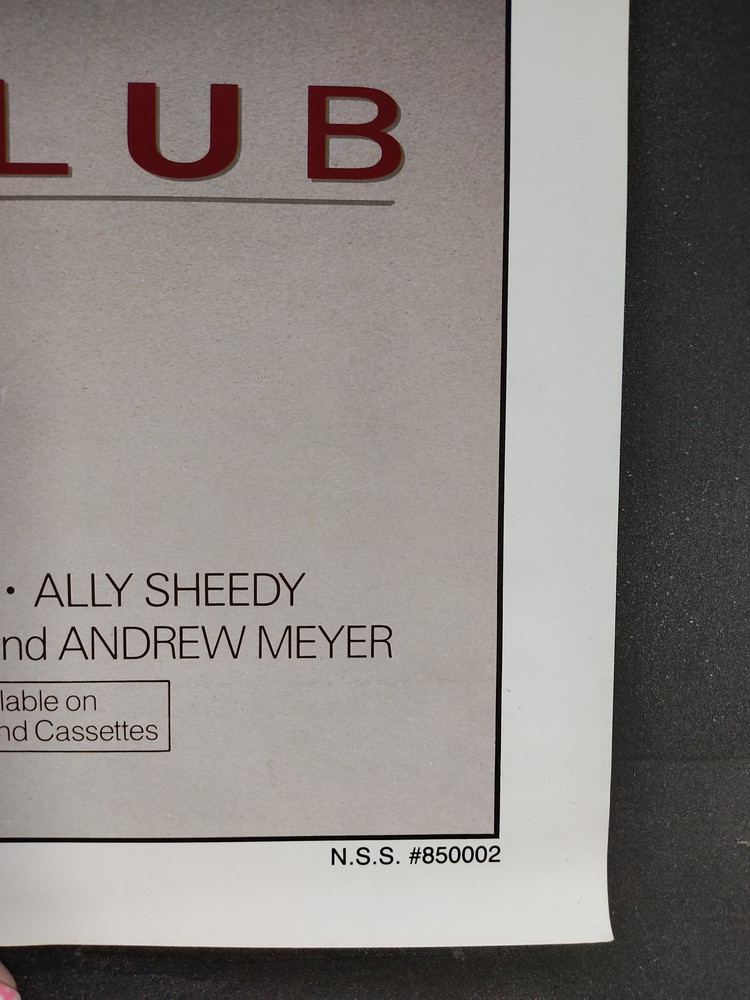 LUB
· ALLY SHEEDY
nd ANDREW MEYER
lable on
nd Cassettes
N.S.S. #850002